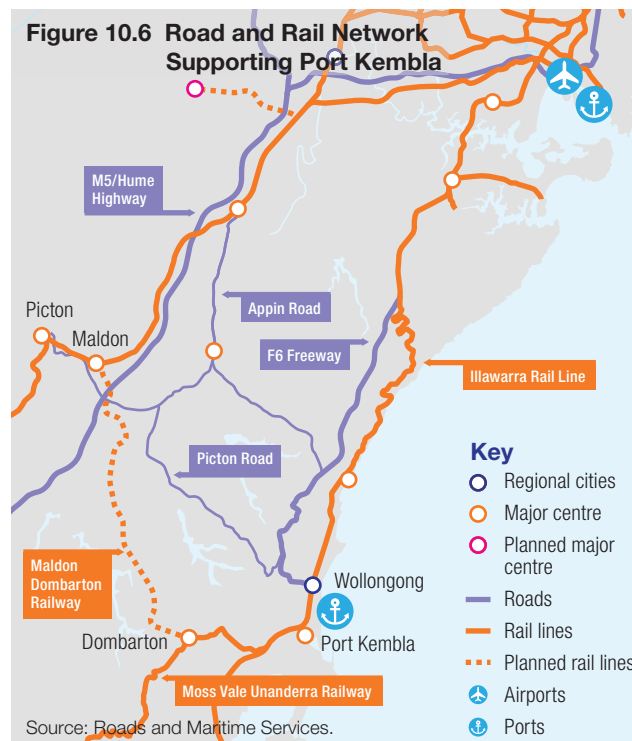 Figure 10.6 Road and Rail Network
Supporting Port Kembla
M5/Hume
Highway
Appin Road
Picton
Maldon
F6 Freeway
Illawarra Rail Line
Picton Road
Maldon
Dombarton
Railway
Wollongong
Dombarton
Port Kembla
Moss Vale Unanderra Railway
Key
Regional cities
Major centre
Planned major
centre
Roads
Rail lines
Planned rail lines
Airports
Ports
Source: Roads and Maritime Services.